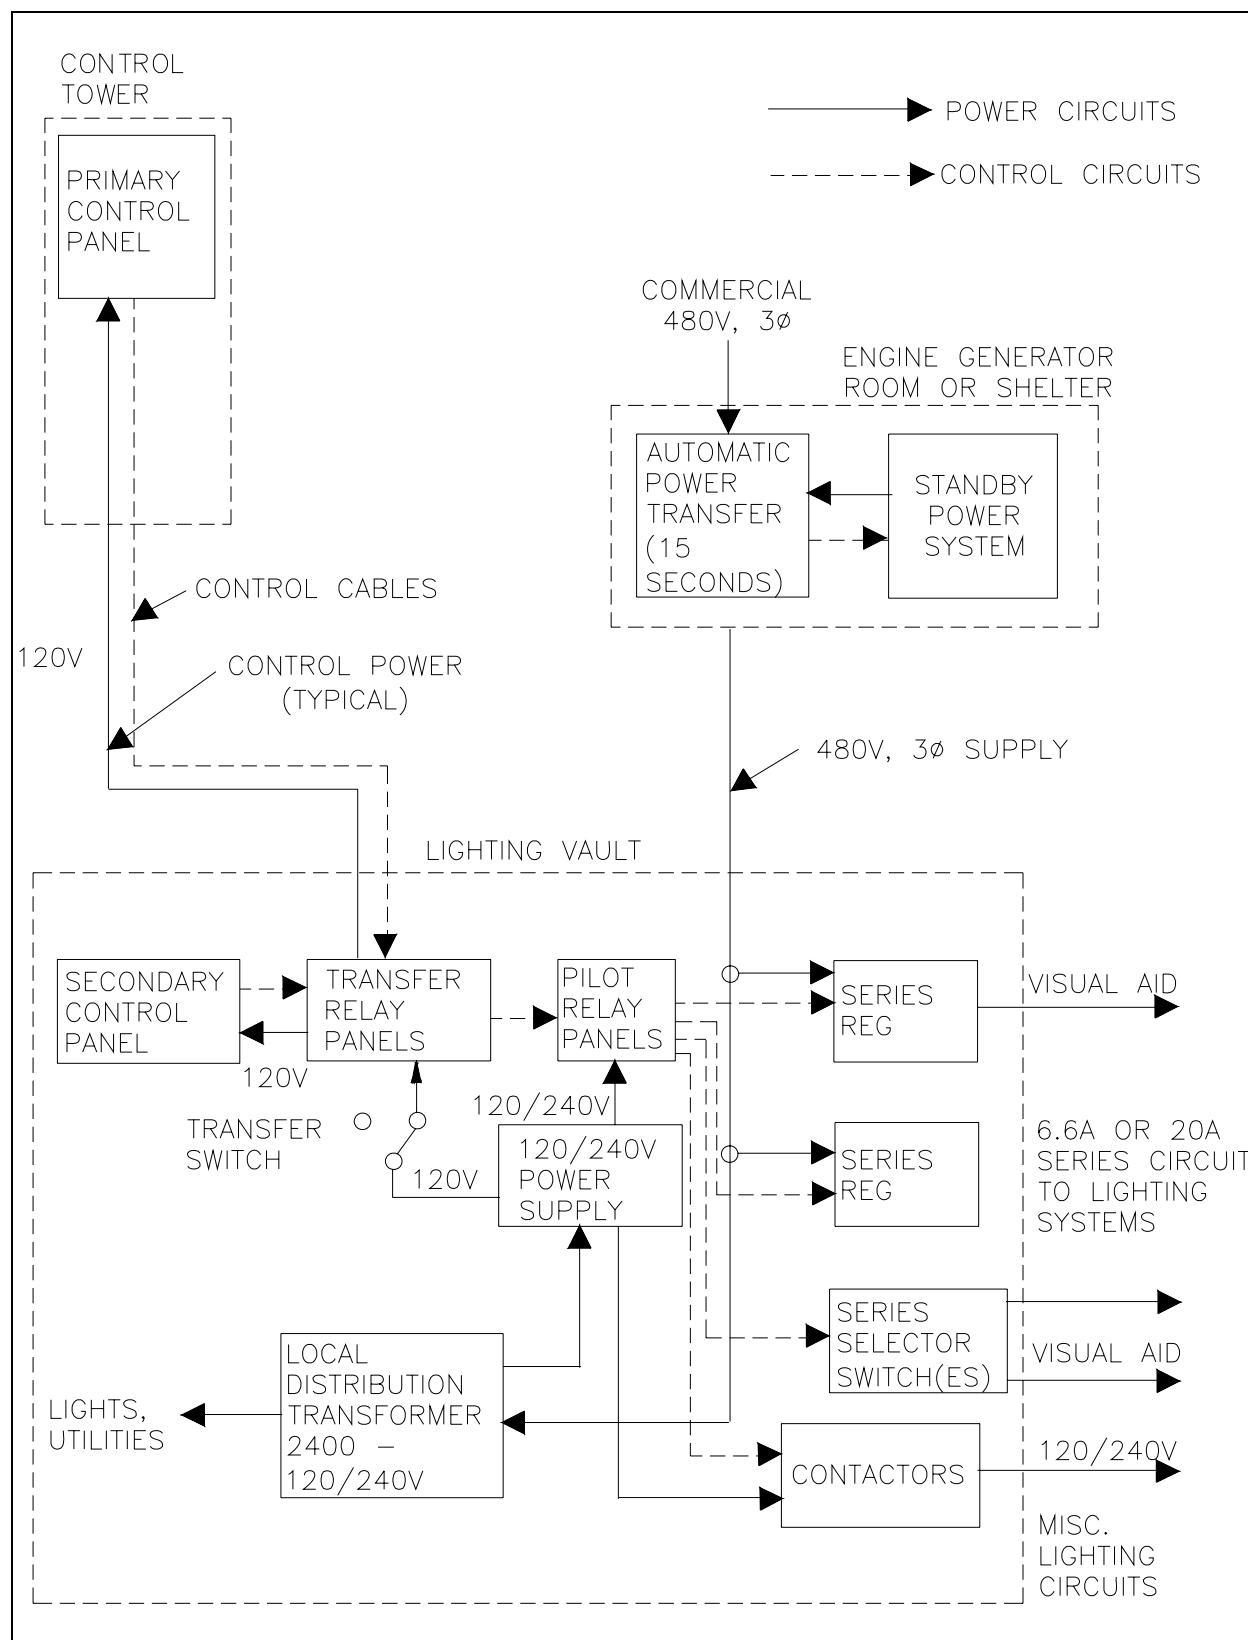 CONTROL
TOWER
PRIMARY
CONTROL
PANEL
POWER CIRCUITS
CONTROL CIRCUITS
COMMERCIAL
480V, 3ø
ENGINE GENERATOR
ROOM OR SHELTER
AUTOMATIC
POWER
TRANSFER
(15
SECONDS)
STANDBY
POWER
SYSTEM
CONTROL CABLES
120V
CONTROL POWER
(TYPICAL)
480V, 3ø SUPPLY
LIGHTING VAULT
SECONDARY
CONTROL
PANEL
TRANSFER
RELAY
PANELS
PILOT
RELAY
PANELS
SERIES
REG
VISUAL AID
120V
TRANSFER
SWITCH
120/240V
120V
120/240V
POWER
SUPPLY
SERIES
REG
6.6A OR 20A
SERIES CIRCUIT
TO LIGHTING
SYSTEMS
SERIES
SELECTOR
SWITCH(ES)
VISUAL AID
LOCAL
DISTRIBUTION
TRANSFORMER
2400 –
120/240V
LIGHTS,
UTILITIES
CONTACTORS
120/240V
MISC.
LIGHTING
CIRCUITS